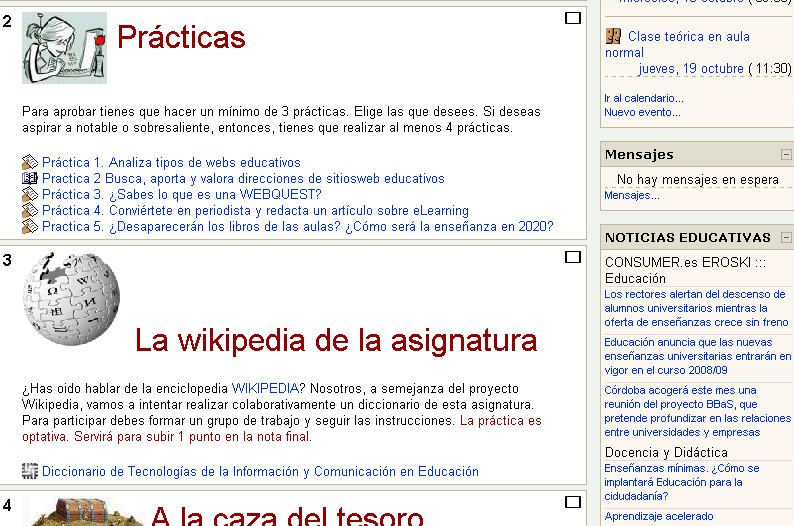 2
Prácticas
Para aprobar tienes que hacer un mínimo de 3 prácticas. Elige las que desees. Si deseas
aspirar a notable o sobresaliente, entonces, tienes que realizar al menos 4 prácticas.
Práctica 1. Analiza tipos de webs educativos
Practica 2 Busca, aporta y valora direcciones de sitiosweb educativos
Práctica 3. ¿Sabes lo que es una WEBQUEST?
Práctica 4. Conviértete en periodista y redacta un artículo sobre eLearning
Practica 5. ¿Desaparecerán los libros de las aulas? ¿Cómo será la enseñanza en 2020?
3
La wikipedia de la asignatura
¿Has oido hablar de la enciclopedia WIKIPEDIA? Nosotros, a semejanza del proyecto
Wikipedia, vamos a intentar realizar colaborativamente un diccionario de esta asignatura.
Para participar debes formar un grupo de trabajo y seguir las instrucciones. La práctica es
optativa. Servirá para subir 1 punto en la nota final.
Diccionario de Tecnologías de la Información y Comunicación en Educación
4
A la caza del tesoro
Clase teórica en aula
normal
jueves, 19 octubre ( 11:30)
Ir al calendario...
Nuevo evento...
Mensajes
No hay mensajes en espera
Mensajes...
NOTICIAS EDUCATIVAS
CONSUMER.es EROSKI :::
Educación
Los rectores alertan del descenso de
alumnos universitarios mientras la
oferta de enseñanzas crece sin freno
Educación anuncia que las nuevas
enseñanzas universitarias entrarán en
vigor en el curso 2008/09
Córdoba acogerá este mes una
reunión del proyecto BBaS, que
pretende profundizar en las relaciones
entre universidades y empresas
Docencia y Didáctica
Enseñanzas mínimas. ¿Cómo se
implantará Educación para la
cidudadanía?
Aprendizaje acelerado